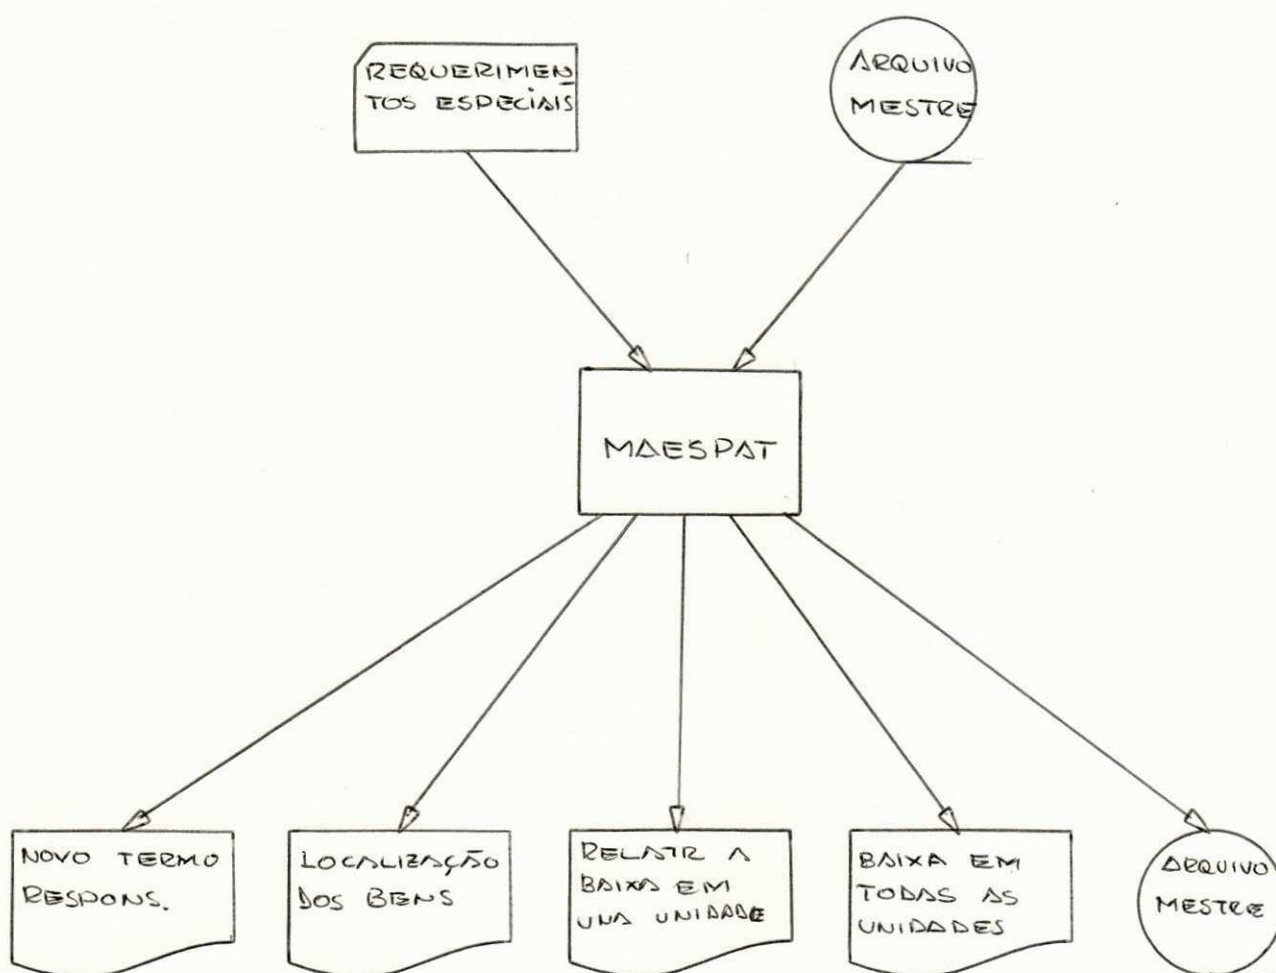 REQUERIMEN
TOS ESPECIAIS
ARQUIVO
MESTRE
MAESPAT
NOVO TERMO
RESPONS.
LOCALIZAÇÃO
DOS BENS
RELATR A
BAIXA EM
UNA UNIDADE
BAIXA EM
TODAS AS
UNIDADES
ARQUIVO
MESTRE